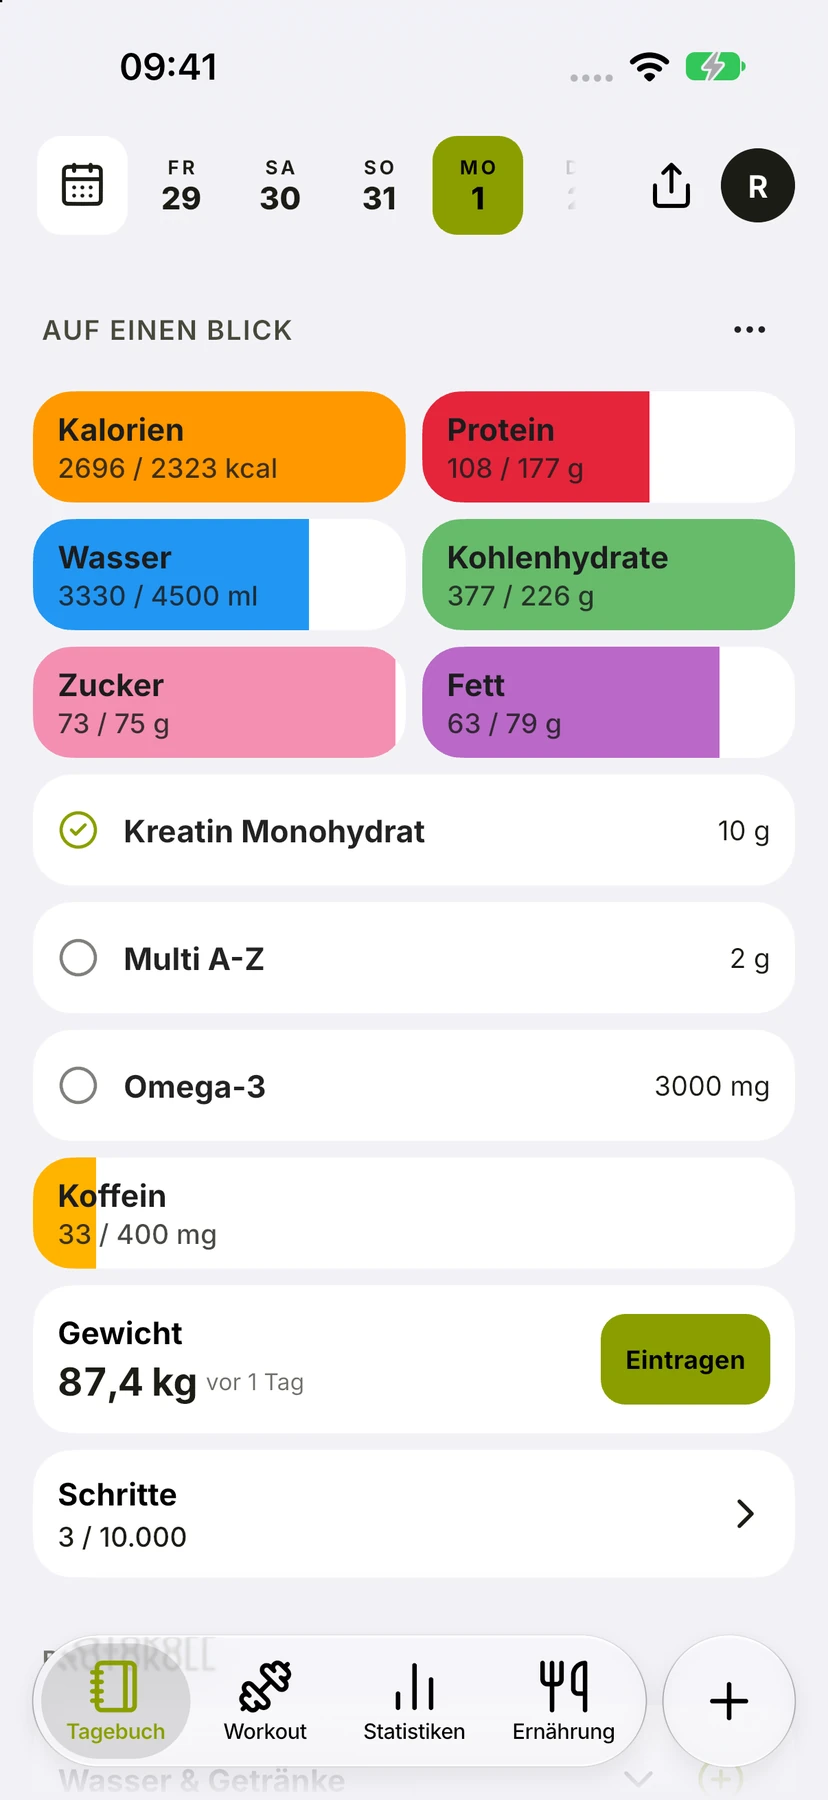 09:41
FR SA SO MO
29 30 31 1
R
AUF EINEN BLICK
Kalorien
2696 / 2323 kcal
Protein
108 / 177 g
Wasser
3330 / 4500 ml
Kohlenhydrate
377 / 226 g
Zucker
73 / 75 g
Fett
63 / 79 g
Kreatin Monohydrat 10 g
Multi A-Z 2 g
Omega-3 3000 mg
Koffein
33 / 400 mg
Gewicht
87,4 kg vor 1 Tag
Eintragen
Schritte
3 / 10.000
Tagebuch Workout Statistiken Ernährung
Wasser & Getränke